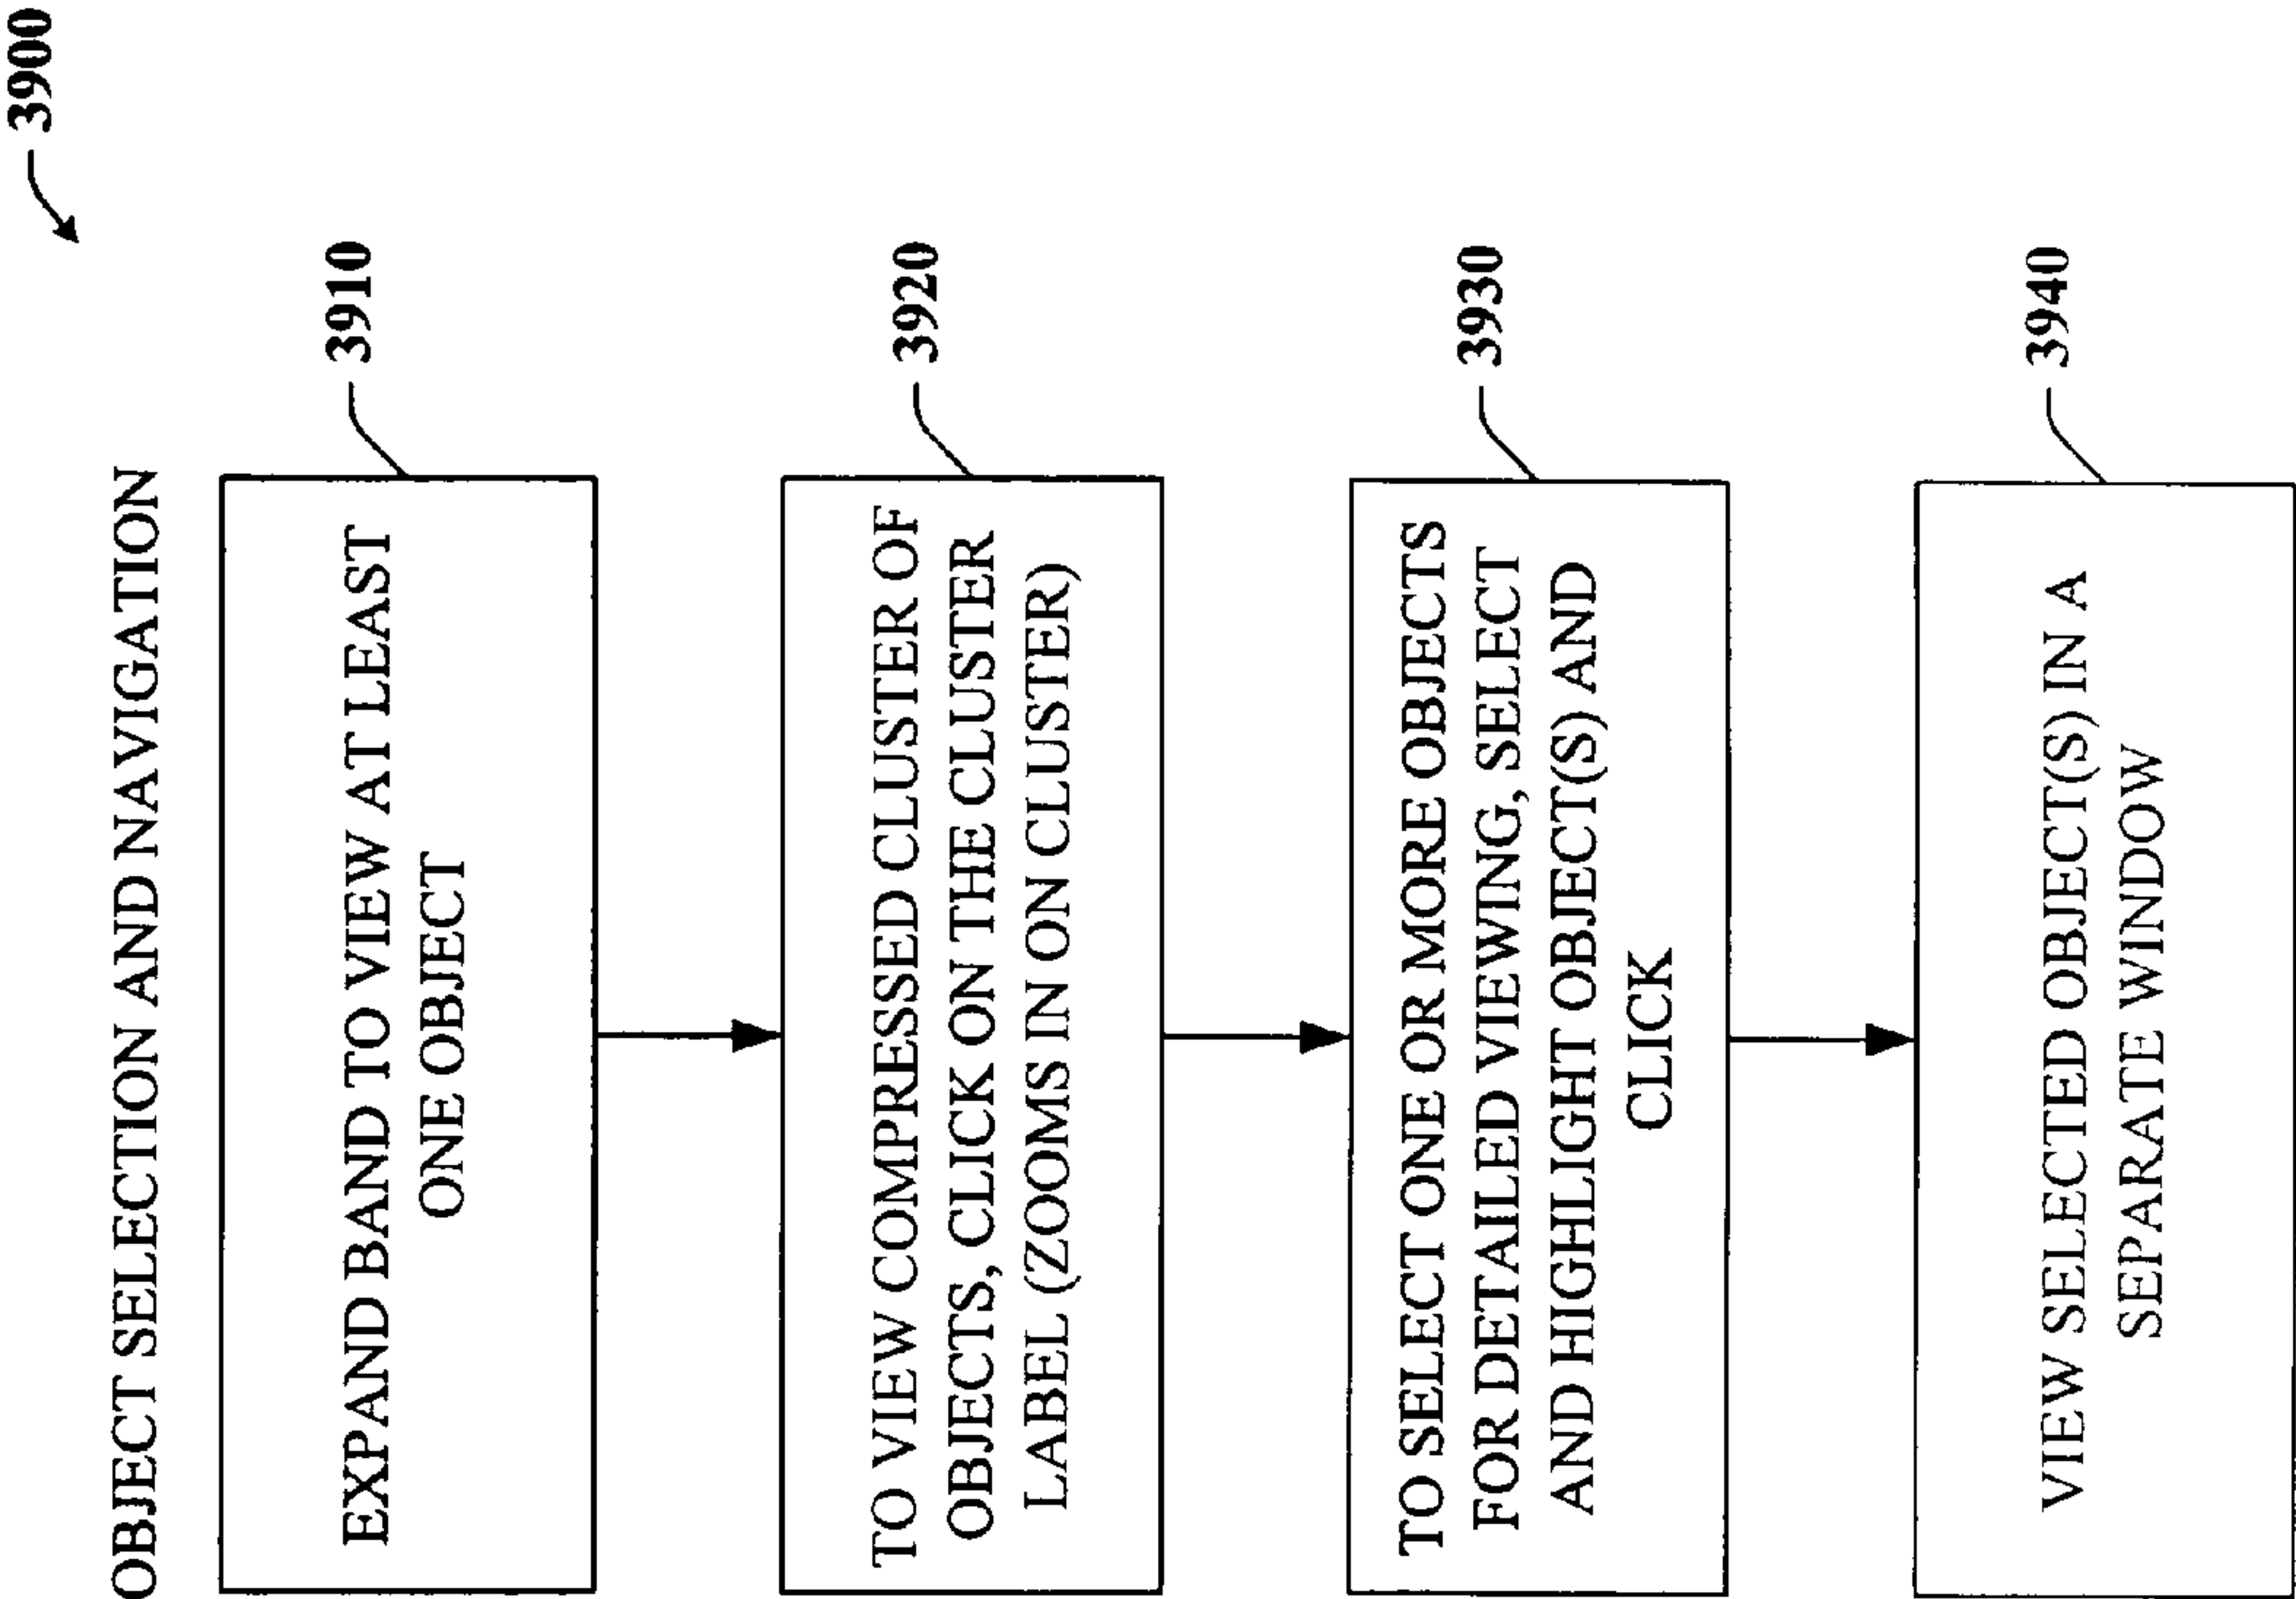 3900
OBJECT SELECTION AND NAVIGATION
3910
EXPAND BAND TO VIEW AT LEAST
ONE OBJECT
3920
TO VIEW COMPRESSED CLUSTER OF
OBJECTS, CLICK ON THE CLUSTER
LABEL (ZOOMS IN ON CLUSTER)
3930
TO SELECT ONE OR MORE OBJECTS
FOR DETAILED VIEWING, SELECT
AND HIGHLIGHT OBJECT(S) AND
CLICK
3940
VIEW SELECTED OBJECT(S) IN A
SEPARATE WINDOW